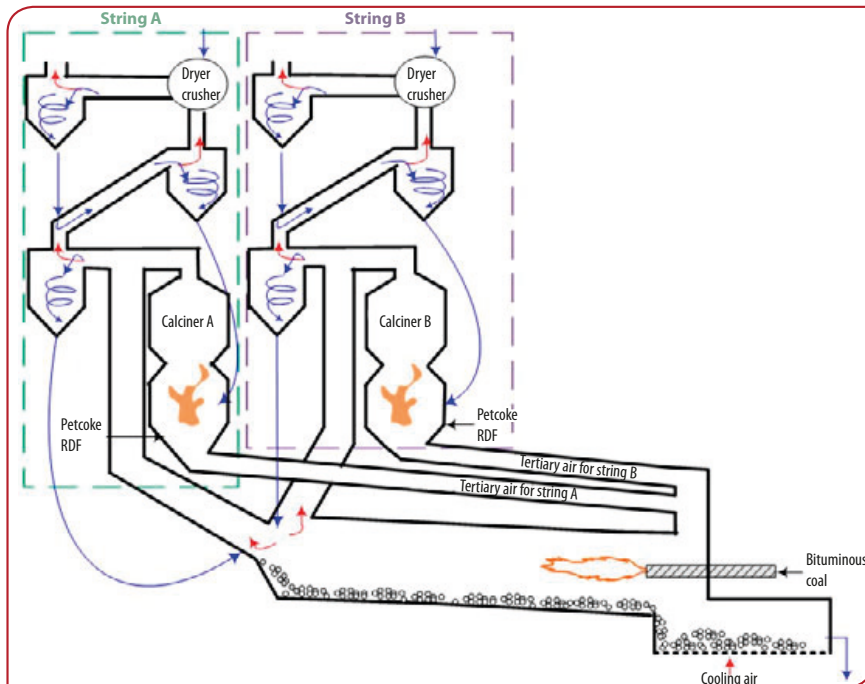 String A
String B
Dryer
crusher
Dryer
crusher
Calciner A
Calciner B
Petcoke
RDF
Petcoke
RDF
Tertiary air for string B
Tertiary air for string A
Bituminous
coal
Cooling air